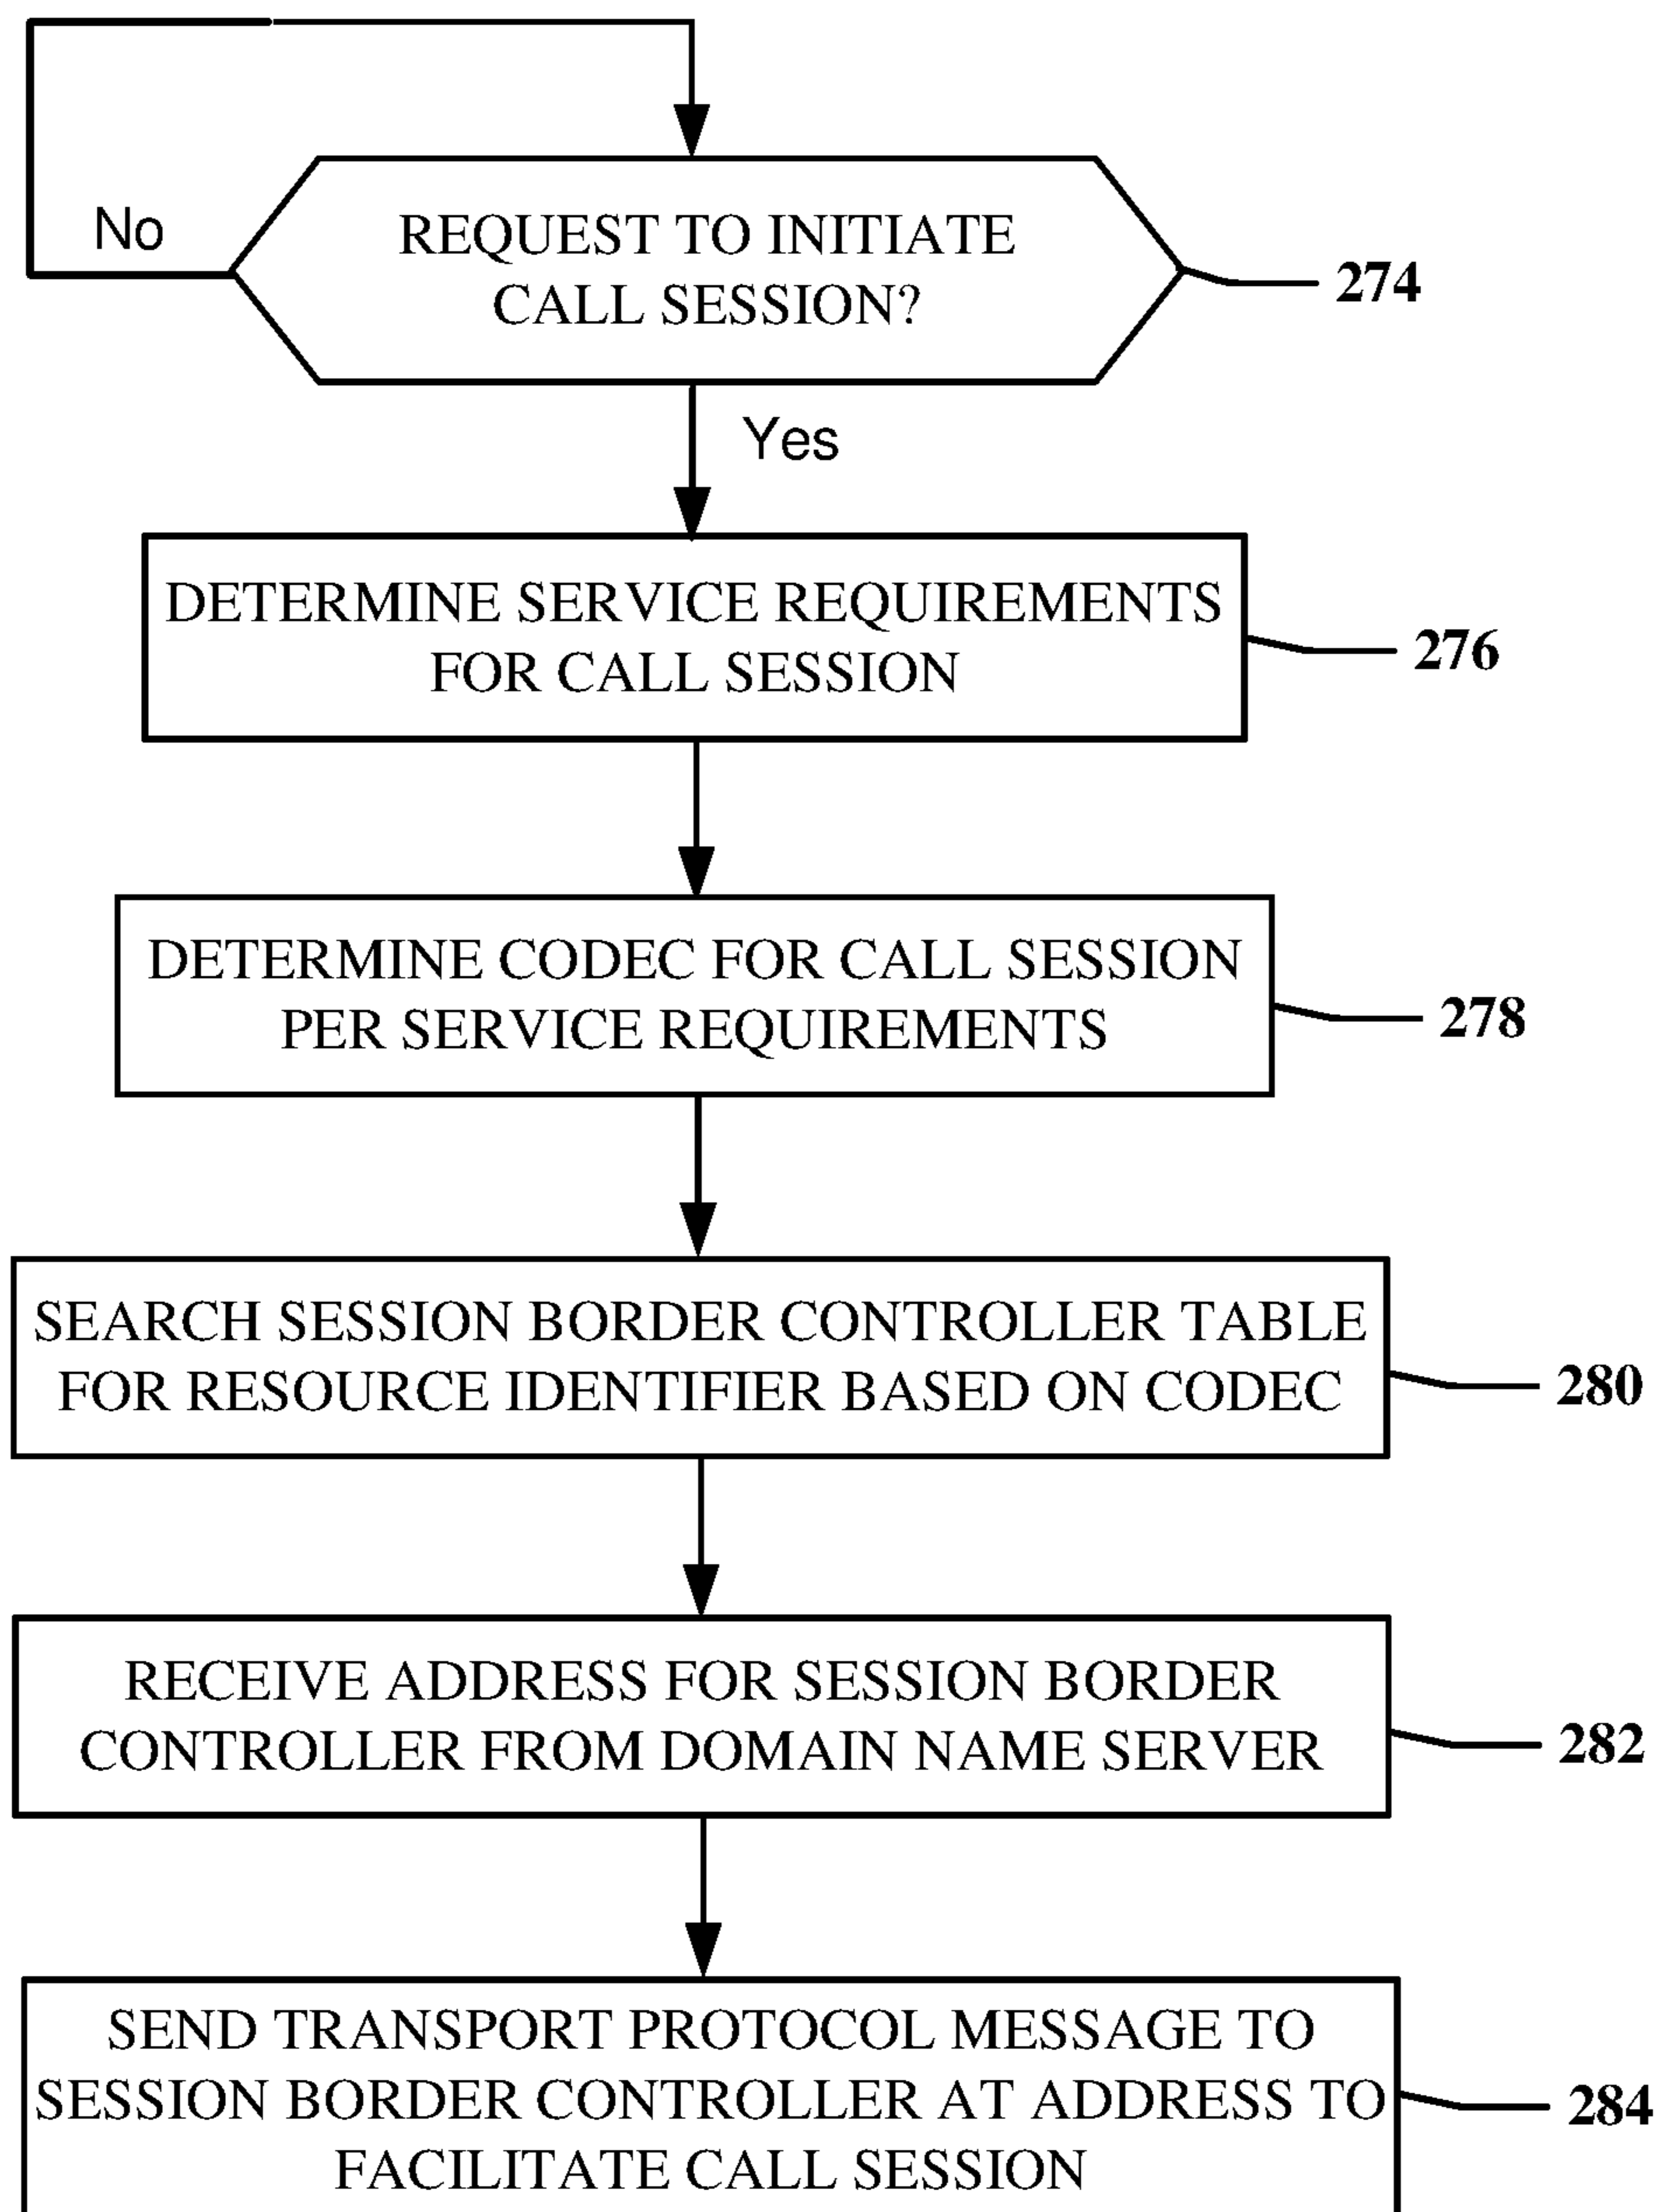 No
REQUEST TO INITIATE
CALL SESSION?
274
Yes
DETERMINE SERVICE REQUIREMENTS
FOR CALL SESSION
276
DETERMINE CODEC FOR CALL SESSION
PER SERVICE REQUIREMENTS
278
SEARCH SESSION BORDER CONTROLLER TABLE
FOR RESOURCE IDENTIFIER BASED ON CODEC
280
RECEIVE ADDRESS FOR SESSION BORDER
CONTROLLER FROM DOMAIN NAME SERVER
282
SEND TRANSPORT PROTOCOL MESSAGE TO
SESSION BORDER CONTROLLER AT ADDRESS TO
FACILITATE CALL SESSION
284